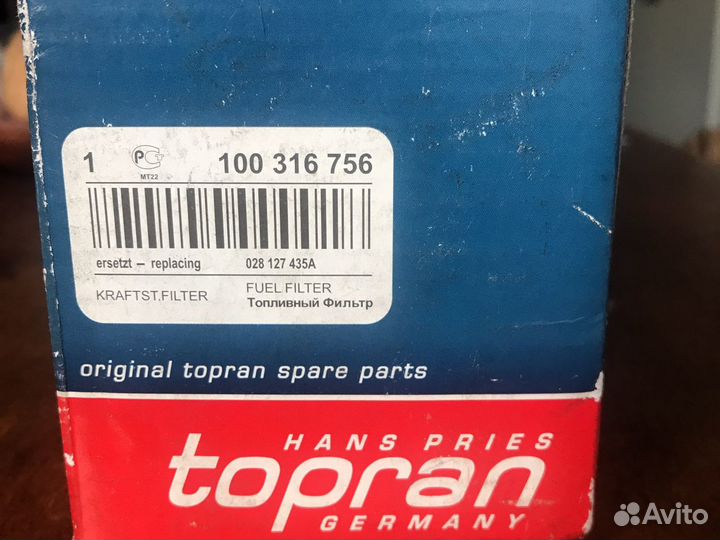 1 PCT 100 316 756
MT22
ersetzt – replacing 028 127 435A
KRAFTST.FILTER FUEL FILTER
Топливный Фильтр
original topran spare parts
HANS PRIES
topran
GERMANY
Avito